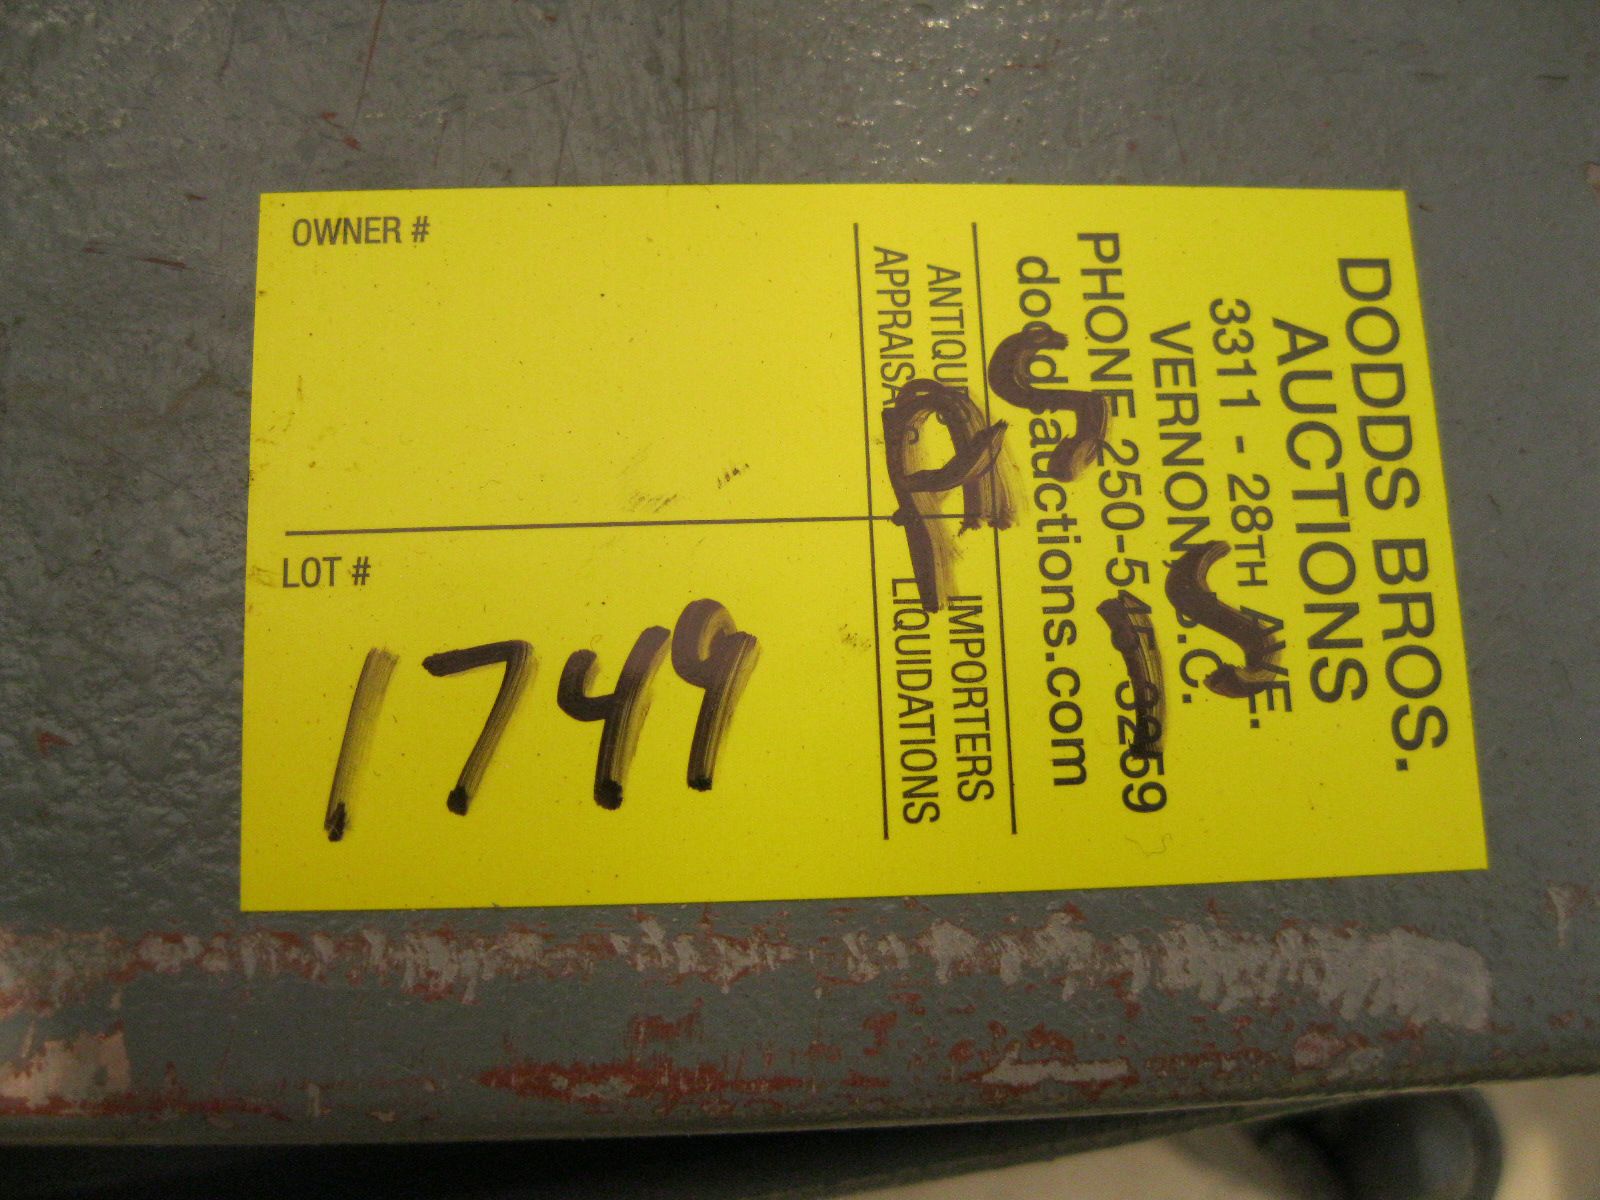 DODDS BROS.
AUCTIONS
3311 - 28TH AVE.
VERNON, B.C.
PHONE 250-545-3259
doddsauctions.com
ANTIQUES IMPORTERS
APPRAISALS LIQUIDATIONS
OWNER #
LOT #
1749